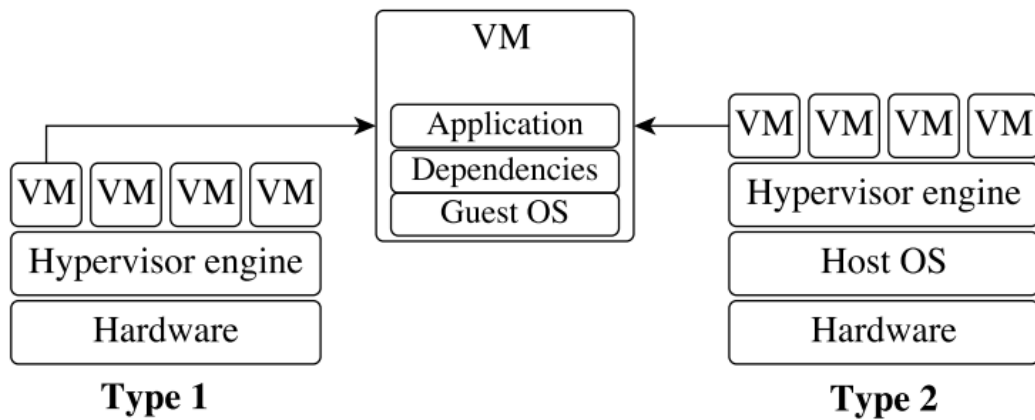 VM
Application
Dependencies
Guest OS
VM VM VM VM
Hypervisor engine
Hardware
Type 1
VM VM VM VM
Hypervisor engine
Host OS
Hardware
Type 2